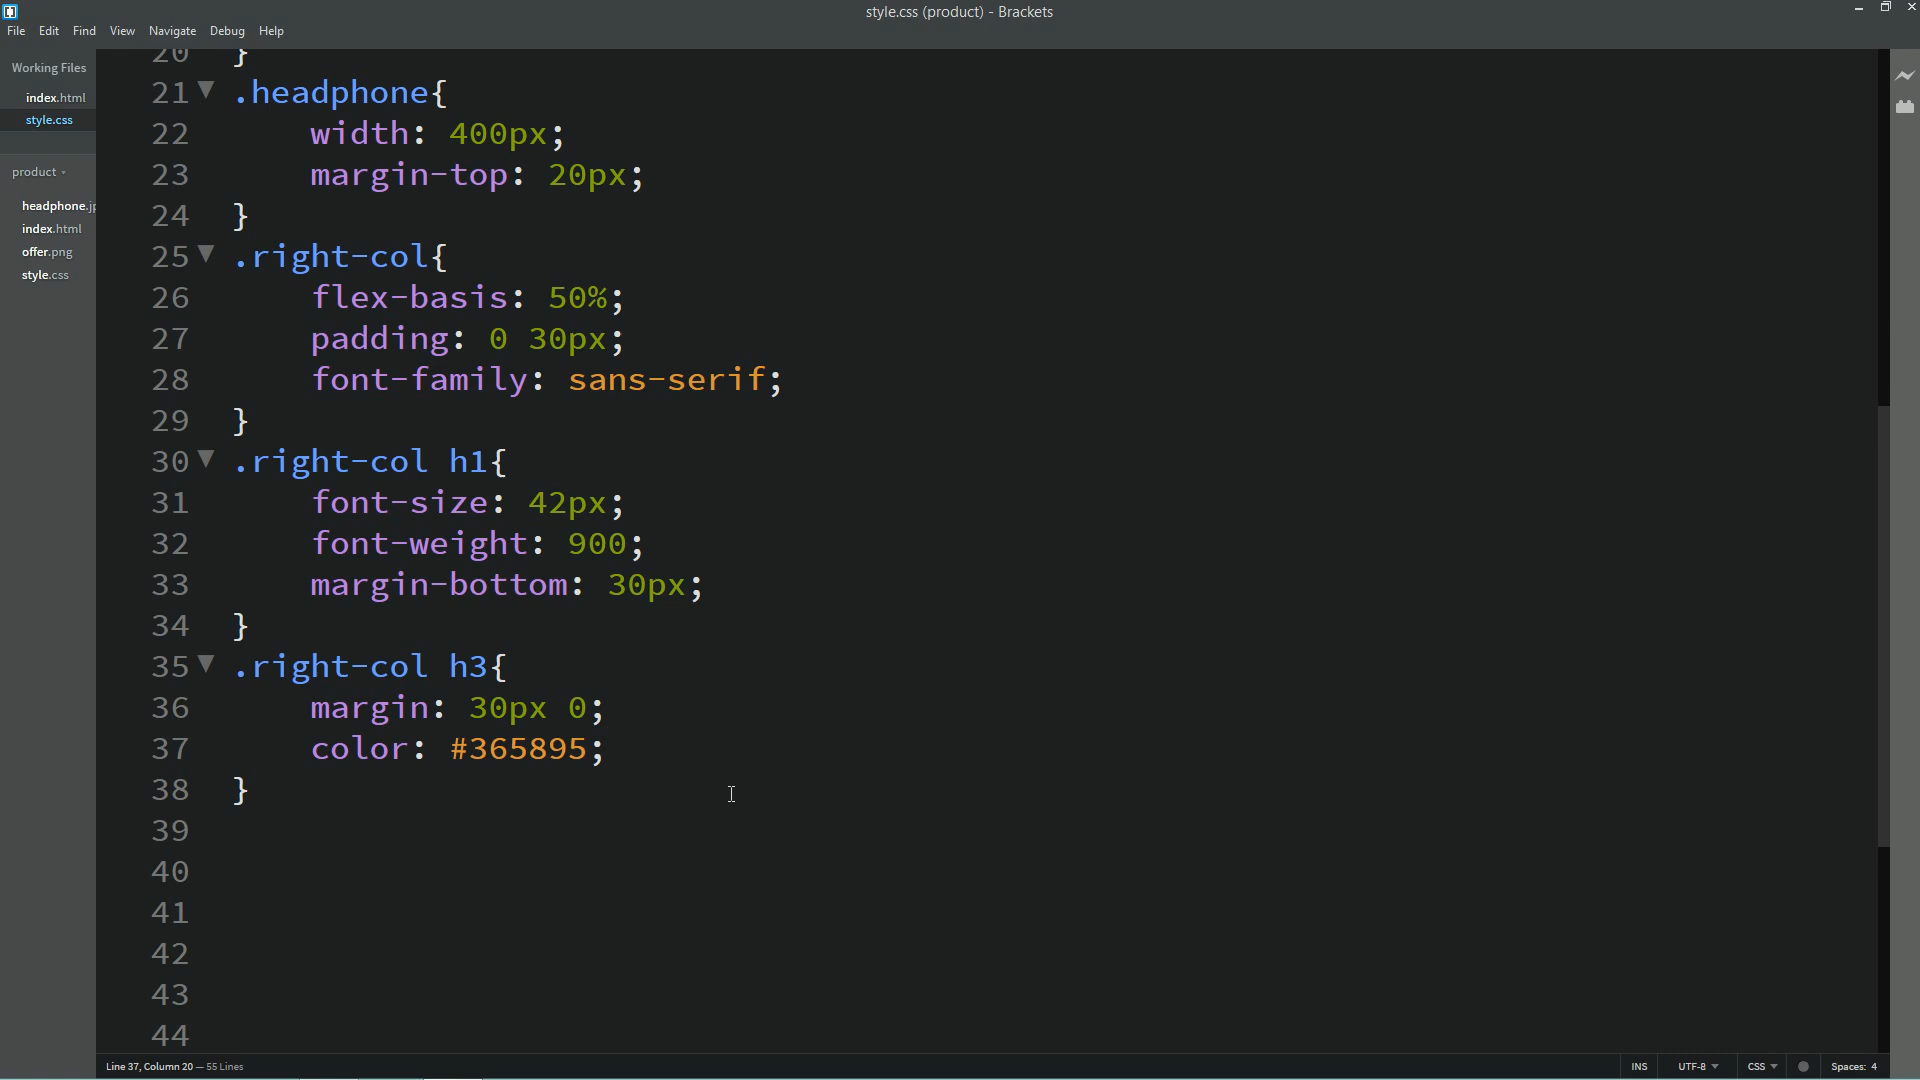 style.css (product) - Brackets
File Edit Find View Navigate Debug Help
Working Files
index.html
style.css
product
headphone.jp
index.html
offer.png
style.css
20 }
21 .headphone{
22 width: 400px;
23 margin-top: 20px;
24 }
25 .right-col{
26 flex-basis: 50%;
27 padding: 0 30px;
28 font-family: sans-serif;
29 }
30 .right-col h1{
31 font-size: 42px;
32 font-weight: 900;
33 margin-bottom: 30px;
34 }
35 .right-col h3{
36 margin: 30px 0;
37 color: #365895;
38 }
39
40
41
42
43
44
Line 37, Column 20 — 55 Lines INS UTF-8 CSS Spaces: 4